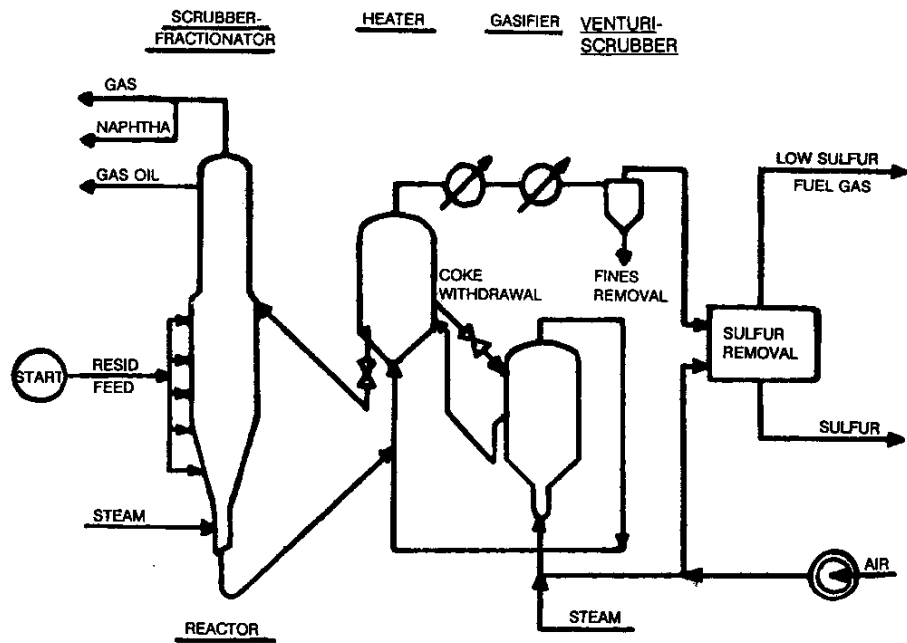 SCRUBBER-
FRACTIONATOR
HEATER
GASIFIER
VENTURI-
SCRUBBER
GAS
NAPHTHA
GAS OIL
LOW SULFUR
FUEL GAS
COKE
WITHDRAWAL
FINES
REMOVAL
SULFUR
REMOVAL
START
RESID
FEED
SULFUR
STEAM
AIR
STEAM
REACTOR